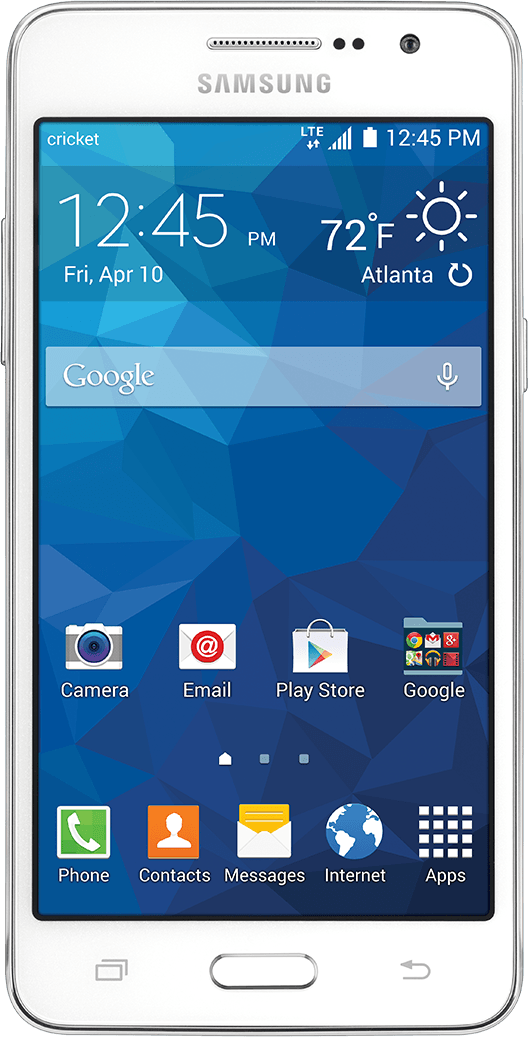 SAMSUNG
cricket LTE 12:45 PM
12:45 PM 72°F
Fri, Apr 10 Atlanta
Google
Camera Email Play Store Google
Phone Contacts Messages Internet Apps